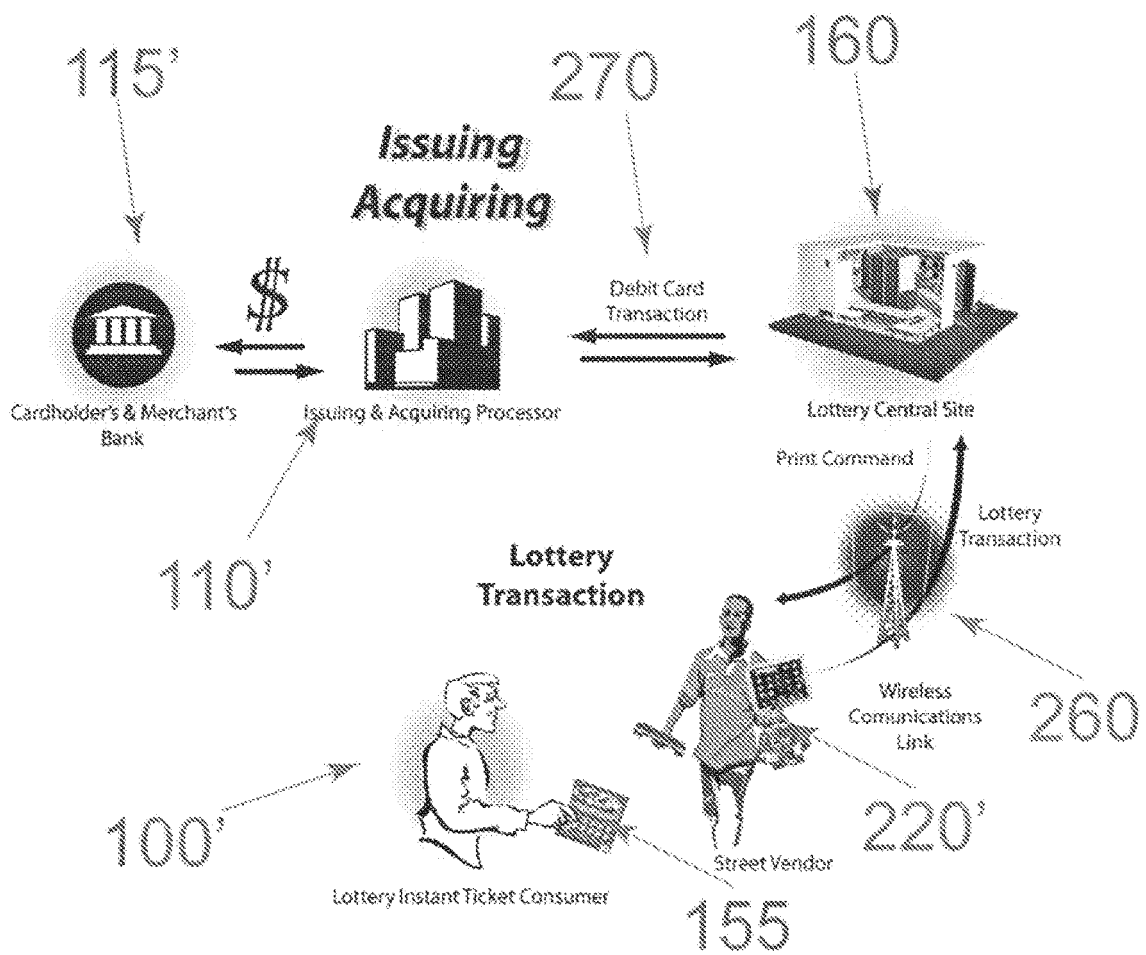 115’
270
160
Issuing
Acquiring
$
Debit Card
Transaction
Cardholder's & Merchant's
Bank
Issuing & Acquiring Processor
Lottery Central Site
Print Command
Lottery
Transaction
110’
Lottery
Transaction
Wireless
Comunications
Link
260
100’
220’
Street Vendor
Lottery Instant Ticket Consumer
155